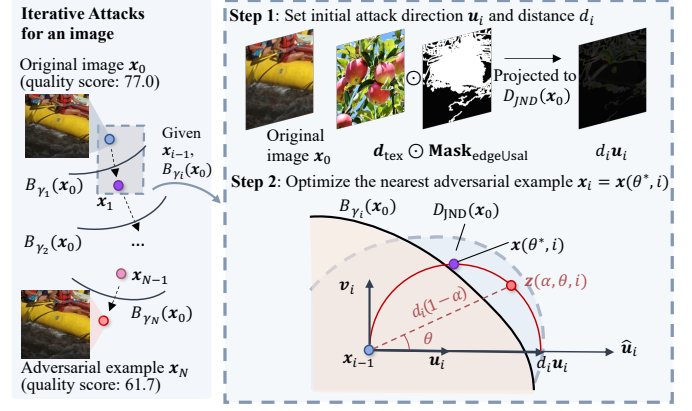 Iterative Attacks
for an image
Original image x₀
(quality score: 77.0)
Given
xᵢ₋₁,
B_γᵢ(x₀)
B_γ₁(x₀)
x₁
B_γ₂(x₀)
...
x_N−1
B_γN(x₀)
Adversarial example x_N
(quality score: 61.7)
Step 1: Set initial attack direction uᵢ and distance dᵢ
⊙
Projected to
D_JND(x₀)
Original
image x₀
d_tex ⊙ Mask_edgeUsal
dᵢuᵢ
Step 2: Optimize the nearest adversarial example xᵢ = x(θ*, i)
B_γᵢ(x₀)
D_JND(x₀)
x(θ*, i)
z(α, θ, i)
vᵢ
dᵢ(1−α)
θ
xᵢ₋₁
uᵢ
dᵢuᵢ
ûᵢ